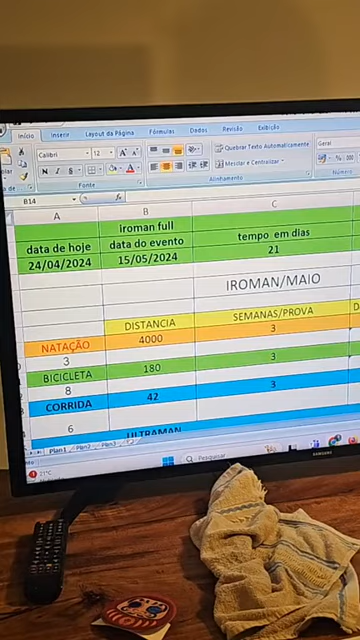 Início Inserir Layout da Página Fórmulas Dados Revisão Exibição
Calibri 12 A A Quebrar Texto Automaticamente Geral
N I S Mesclar e Centralizar % 000
Fonte Alinhamento Número
B14 fx
A B C
iroman full
data de hoje data do evento tempo em dias
24/04/2024 15/05/2024 21
IROMAN/MAIO
DISTANCIA SEMANAS/PROVA
NATAÇÃO 4000 3
3
BICICLETA 180 3
8
CORRIDA 42 3
6
ULTRAMAN
Plan1 Plan2 Plan3
21°C Pesquisar
SAMSUNG